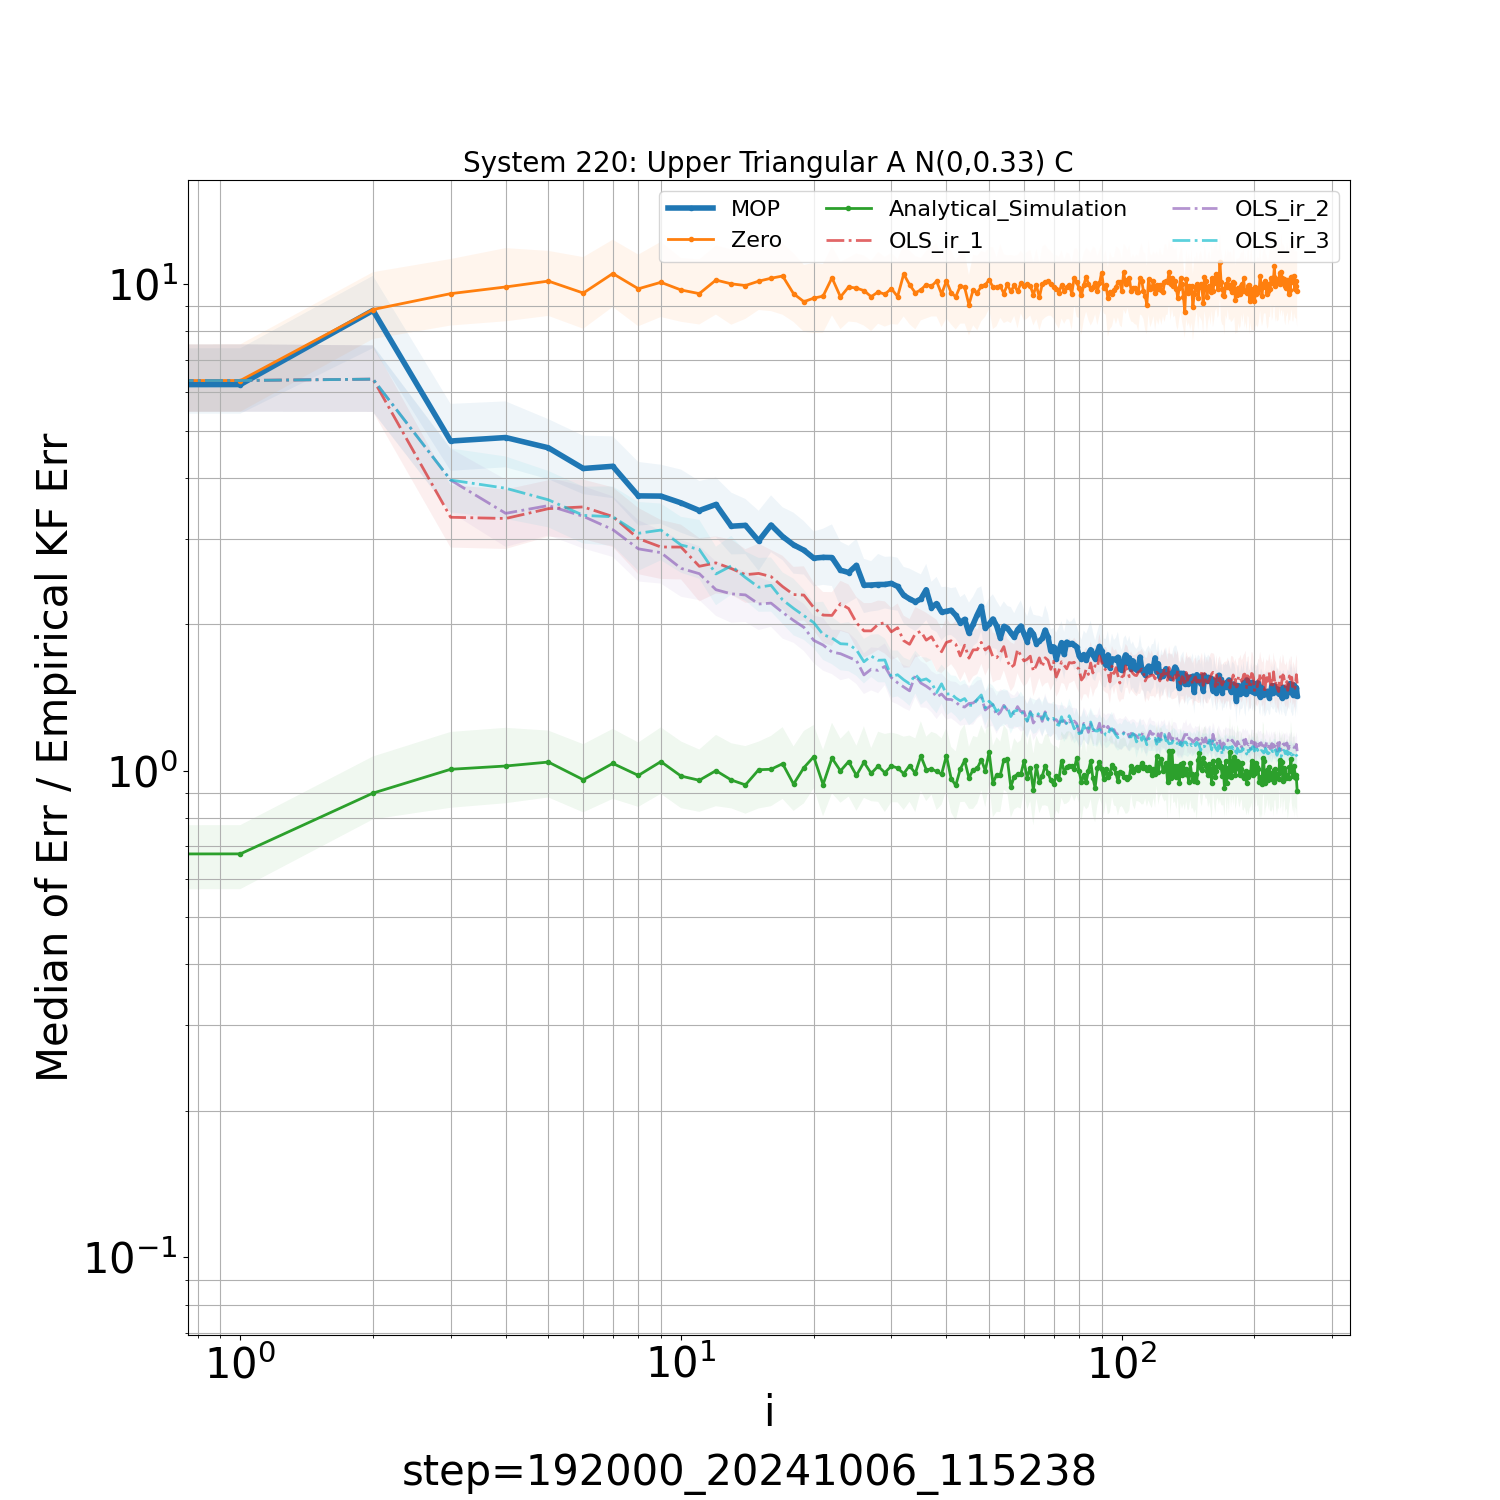 System 220: Upper Triangular A N(0,0.33) C
MOP
Zero
Analytical_Simulation
OLS_ir_1
OLS_ir_2
OLS_ir_3
Median of Err / Empirical KF Err
10¹
10⁰
10⁻¹
10⁰ 10¹ 10²
i
step=192000_20241006_115238